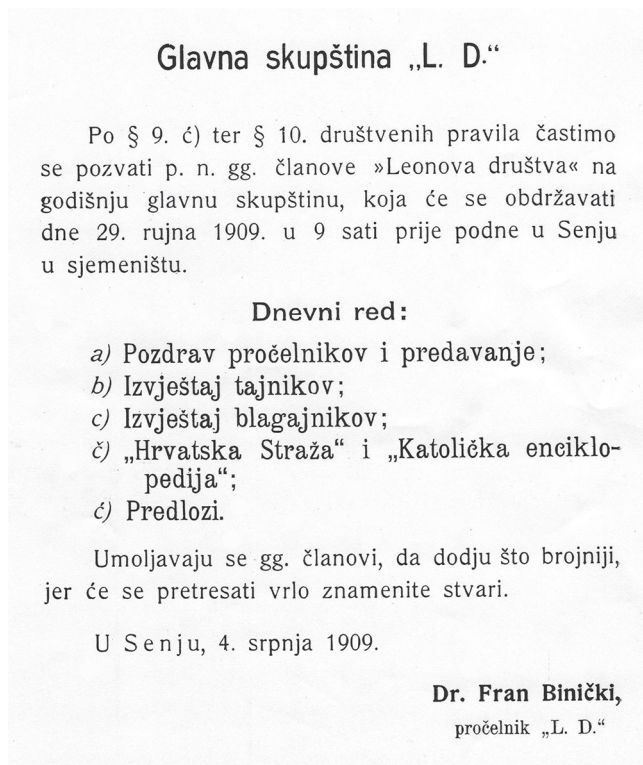 Glavna skupština „L. D.“
Po § 9. ć) ter § 10. društvenih pravila častimo
se pozvati p. n. gg. članove »Leonova društva« na
godišnju glavnu skupštinu, koja će se obdržavati
dne 29. rujna 1909. u 9 sati prije podne u Senju
u sjemeništu.
Dnevni red:
a) Pozdrav pročelnikov i predavanje;
b) Izvještaj tajnikov;
c) Izvještaj blagajnikov;
č) „Hrvatska Straža“ i „Katolička enciklo-
pedija“;
ć) Predlozi.
Umoljavaju se gg. članovi, da dodju što brojniji,
jer će se pretresati vrlo znamenite stvari.
U Senju, 4. srpnja 1909.
Dr. Fran Binički,
pročelnik „L. D.“